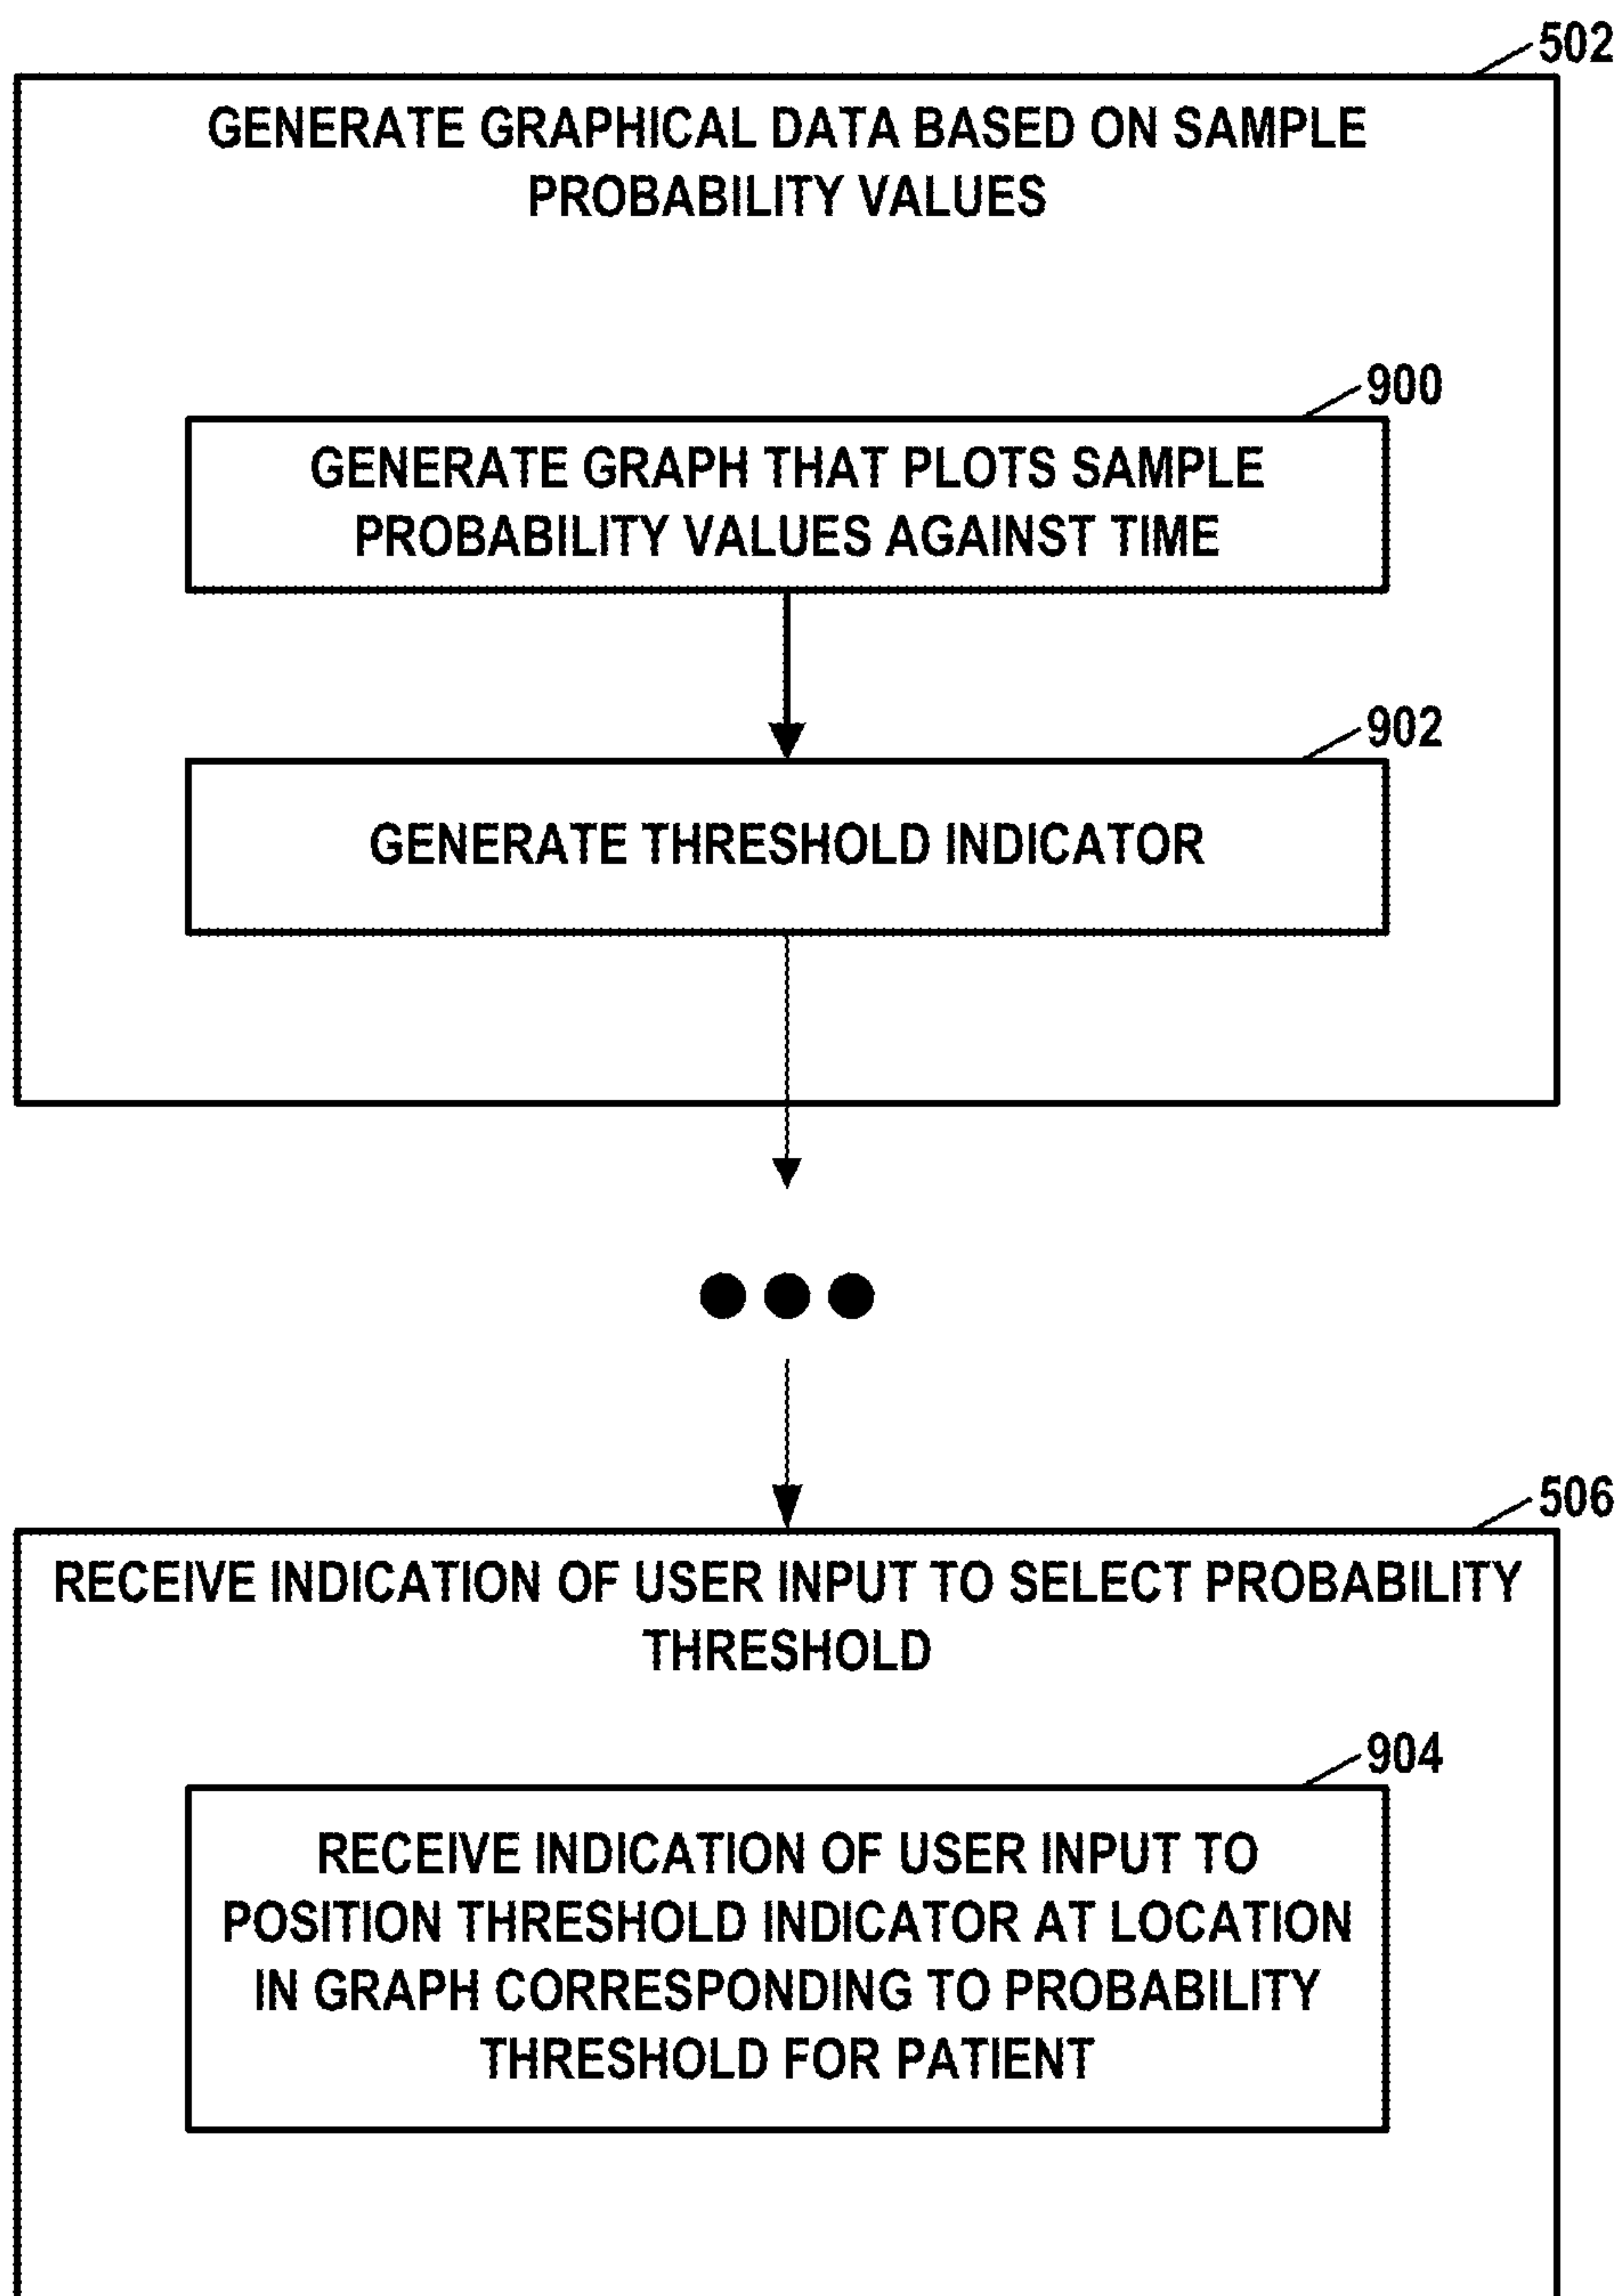 502
GENERATE GRAPHICAL DATA BASED ON SAMPLE
PROBABILITY VALUES
900
GENERATE GRAPH THAT PLOTS SAMPLE
PROBABILITY VALUES AGAINST TIME
902
GENERATE THRESHOLD INDICATOR
506
RECEIVE INDICATION OF USER INPUT TO SELECT PROBABILITY
THRESHOLD
904
RECEIVE INDICATION OF USER INPUT TO
POSITION THRESHOLD INDICATOR AT LOCATION
IN GRAPH CORRESPONDING TO PROBABILITY
THRESHOLD FOR PATIENT